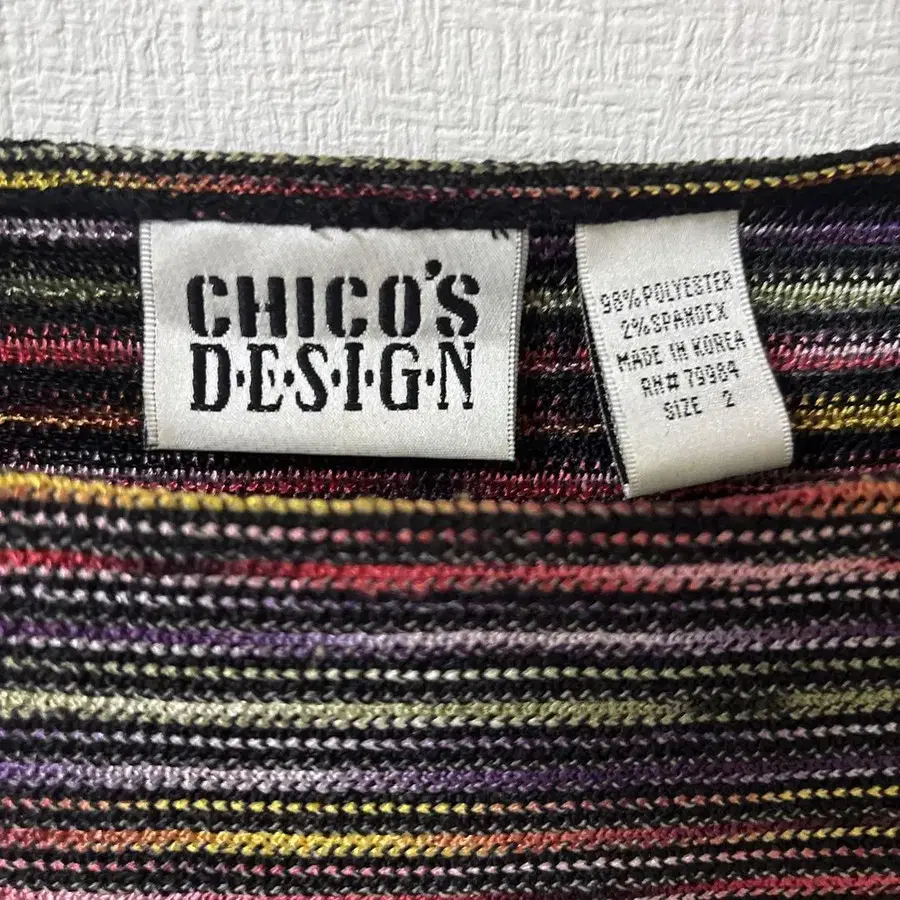 CHICO'S
D·E·S·I·G·N
98% POLYESTER
2% SPANDEX
MADE IN KOREA
RN# 79984
SIZE 2